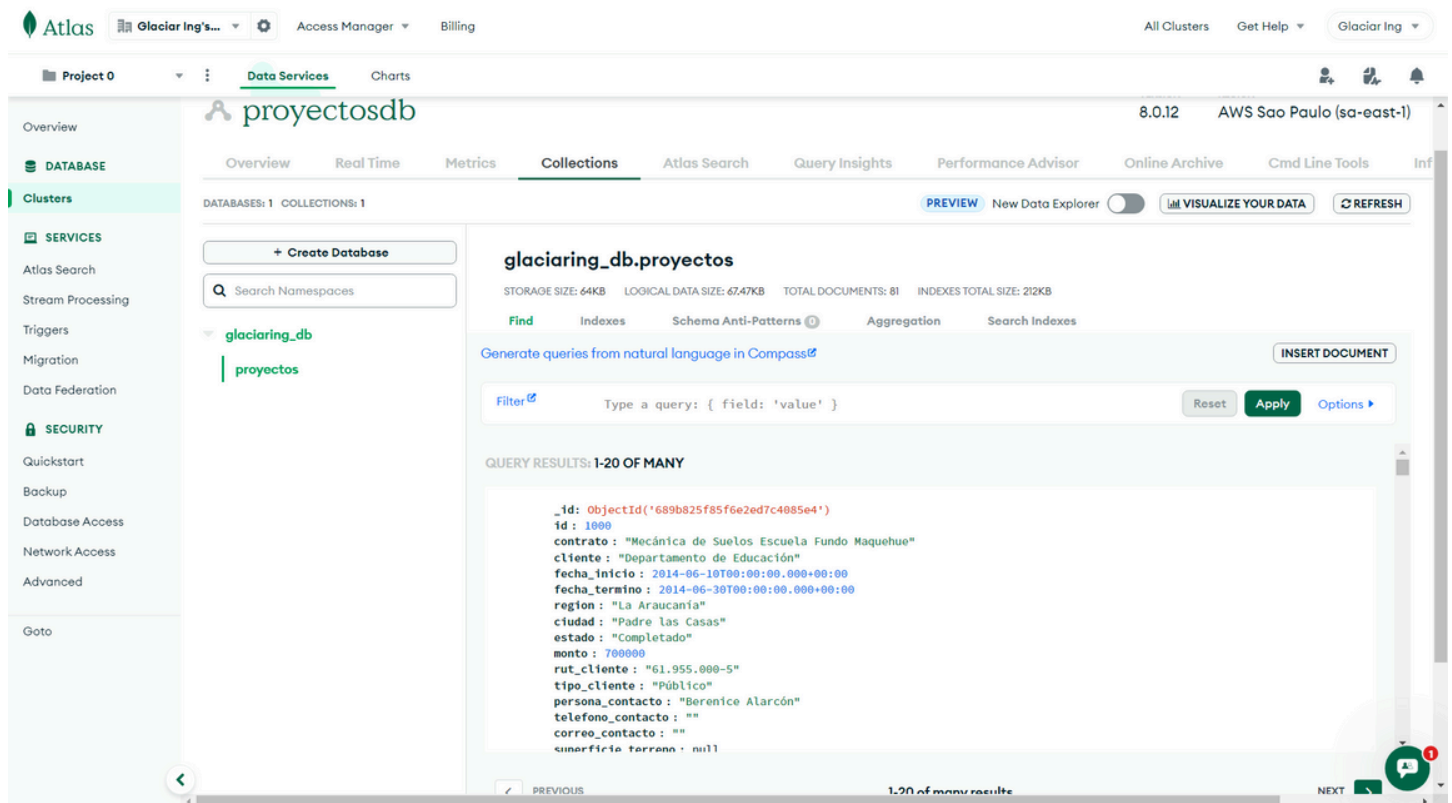 Atlas
Glaciar Ing's...
Access Manager
Billing
All Clusters
Get Help
Glaciar Ing
Project 0
Data Services
Charts
proyectosdb
8.0.12
AWS Sao Paulo (sa-east-1)
Overview
DATABASE
Clusters
SERVICES
Atlas Search
Stream Processing
Triggers
Migration
Data Federation
SECURITY
Quickstart
Backup
Database Access
Network Access
Advanced
Goto
Overview
Real Time
Metrics
Collections
Atlas Search
Query Insights
Performance Advisor
Online Archive
Cmd Line Tools
Inf
DATABASES: 1 COLLECTIONS: 1
PREVIEW
New Data Explorer
VISUALIZE YOUR DATA
REFRESH
+ Create Database
Search Namespaces
glaciaring_db
proyectos
glaciaring_db.proyectos
STORAGE SIZE: 64KB LOGICAL DATA SIZE: 67.47KB TOTAL DOCUMENTS: 81 INDEXES TOTAL SIZE: 212KB
Find
Indexes
Schema Anti-Patterns 0
Aggregation
Search Indexes
Generate queries from natural language in Compass
INSERT DOCUMENT
Filter
Type a query: { field: 'value' }
Reset
Apply
Options
QUERY RESULTS: 1-20 OF MANY
_id: ObjectId('689b825f85f6e2ed7c4085e4')
id : 1000
contrato : "Mecánica de Suelos Escuela Fundo Maquehue"
cliente : "Departamento de Educación"
fecha_inicio : 2014-06-10T00:00:00.000+00:00
fecha_termino : 2014-06-30T00:00:00.000+00:00
region : "La Araucanía"
ciudad : "Padre las Casas"
estado : "Completado"
monto : 700000
rut_cliente : "61.955.000-5"
tipo_cliente : "Público"
persona_contacto : "Berenice Alarcón"
telefono_contacto : ""
correo_contacto : ""
superficie_terreno : null
PREVIOUS
1-20 of many results
NEXT
1